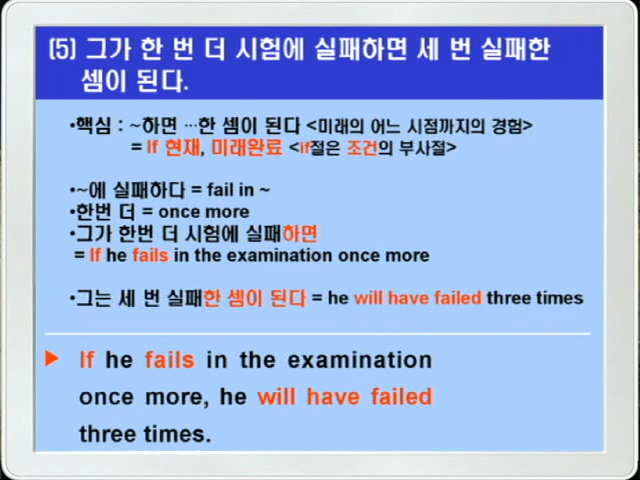 (5) 그가 한 번 더 시험에 실패하면 세 번 실패한
셈이 된다.
•핵심 : ~하면 …한 셈이 된다 <미래의 어느 시점까지의 경험>
= If 현재, 미래완료 <if절은 조건의 부사절>
•~에 실패하다 = fail in ~
•한번 더 = once more
•그가 한번 더 시험에 실패하면
= If he fails in the examination once more
•그는 세 번 실패한 셈이 된다 = he will have failed three times
▶ If he fails in the examination
once more, he will have failed
three times.